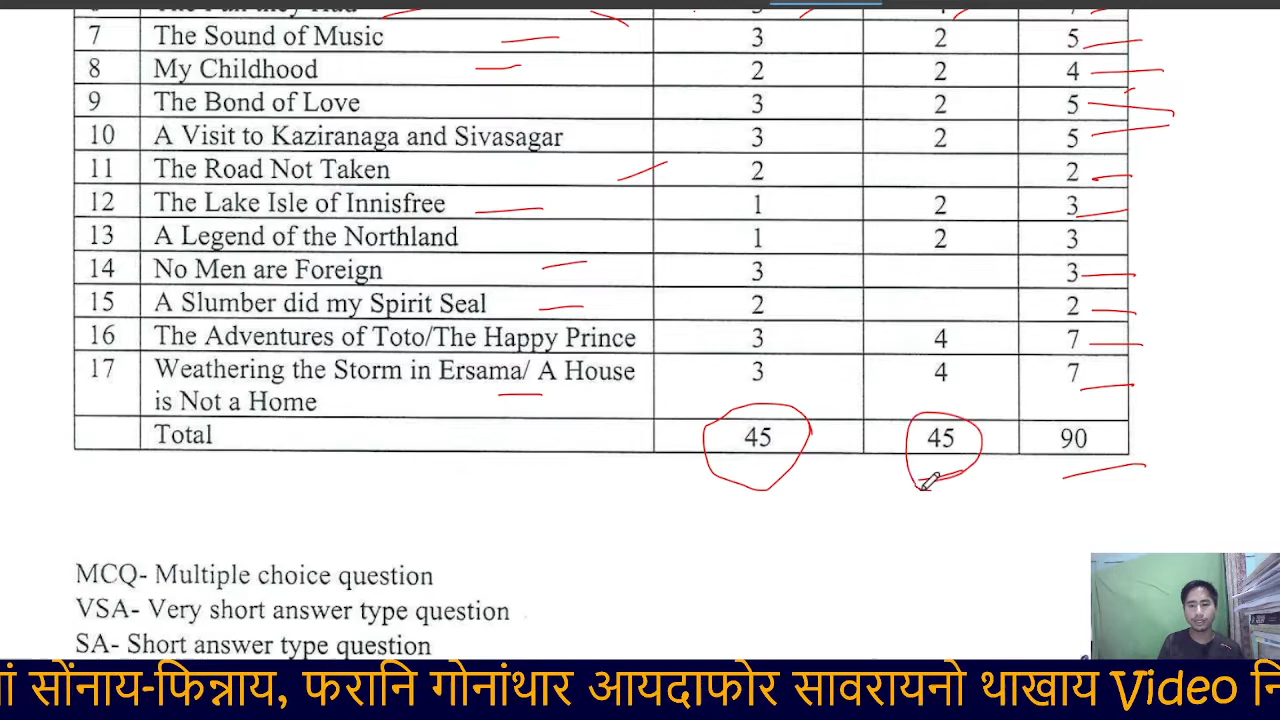 7 The Sound of Music 3 2 5
8 My Childhood 2 2 4
9 The Bond of Love 3 2 5
10 A Visit to Kaziranaga and Sivasagar 3 2 5
11 The Road Not Taken 2 2
12 The Lake Isle of Innisfree 1 2 3
13 A Legend of the Northland 1 2 3
14 No Men are Foreign 3 3
15 A Slumber did my Spirit Seal 2 2
16 The Adventures of Toto/The Happy Prince 3 4 7
17 Weathering the Storm in Ersama/ A House 3 4 7
is Not a Home
Total 45 45 90
MCQ- Multiple choice question
VSA- Very short answer type question
SA- Short answer type question
सोंनाय-फिन्नाय, फरानि गोनांथार आयदाफोर सावरायनो थाखाय Video